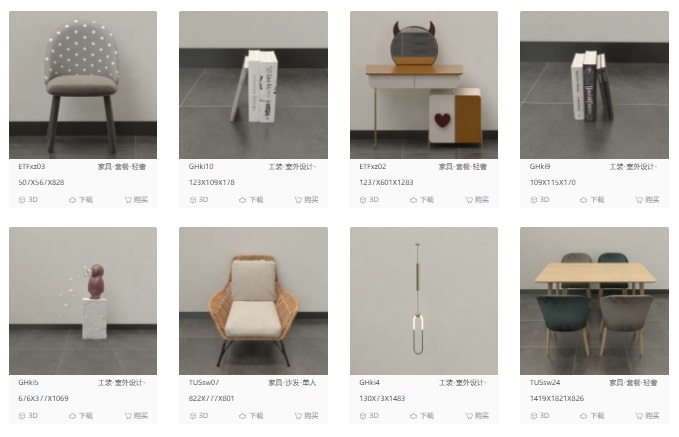 ETFxz03 家具-套餐-轻奢
507X567X828
3D 下载 购买
GHki10 工装-室外设计-
123X109X178
3D 下载 购买
ETFxz02 家具-套餐-轻奢
1237X601X1283
3D 下载 购买
GHki9 工装-室外设计-
109X115X170
3D 下载 购买
GHki5 工装-室外设计-
676X377X1069
3D 下载 购买
TUSsw07 家具-沙发-单人
822X777X801
3D 下载 购买
GHki4 工装-室外设计-
130X73X1483
3D 下载 购买
TUSsw24 家具-套餐-轻奢
1419X1821X826
3D 下载 购买